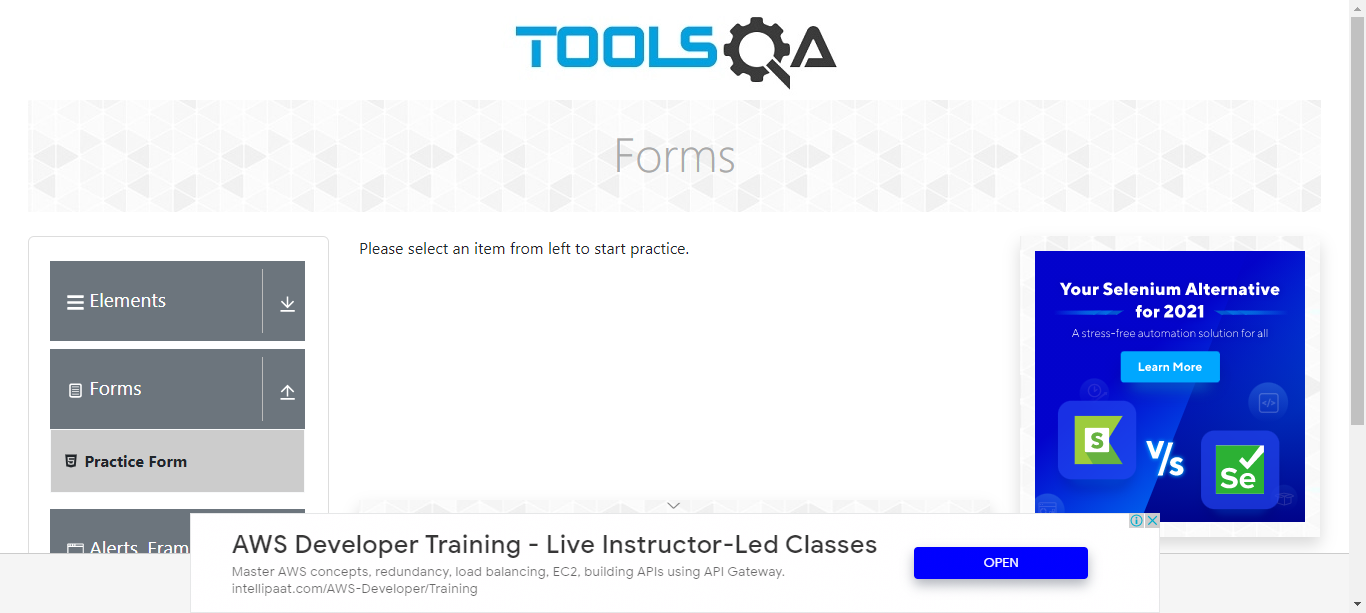 TOOLSQA
Forms
Elements
Forms
Practice Form
Alerts, Fram
Please select an item from left to start practice.
Your Selenium Alternative
for 2021
A stress-free automation solution for all
Learn More
S
V/s
Se
AWS Developer Training - Live Instructor-Led Classes
Master AWS concepts, redundancy, load balancing, EC2, building APIs using API Gateway.
intellipaat.com/AWS-Developer/Training
OPEN